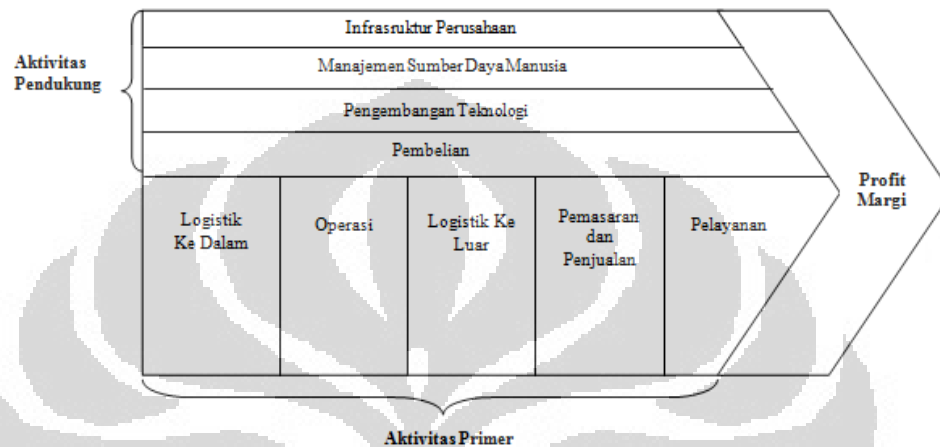 Infrasruktur Perusahaan
Aktivitas
Pendukung
Manajemen Sumber Daya Manusia
Pengembangan Teknologi
Pembelian
Profit
Margi
Logistik
Ke Dalam
Operasi
Logistik Ke
Luar
Pemasaran
dan
Penjualan
Pelayanan
Aktivitas Primer